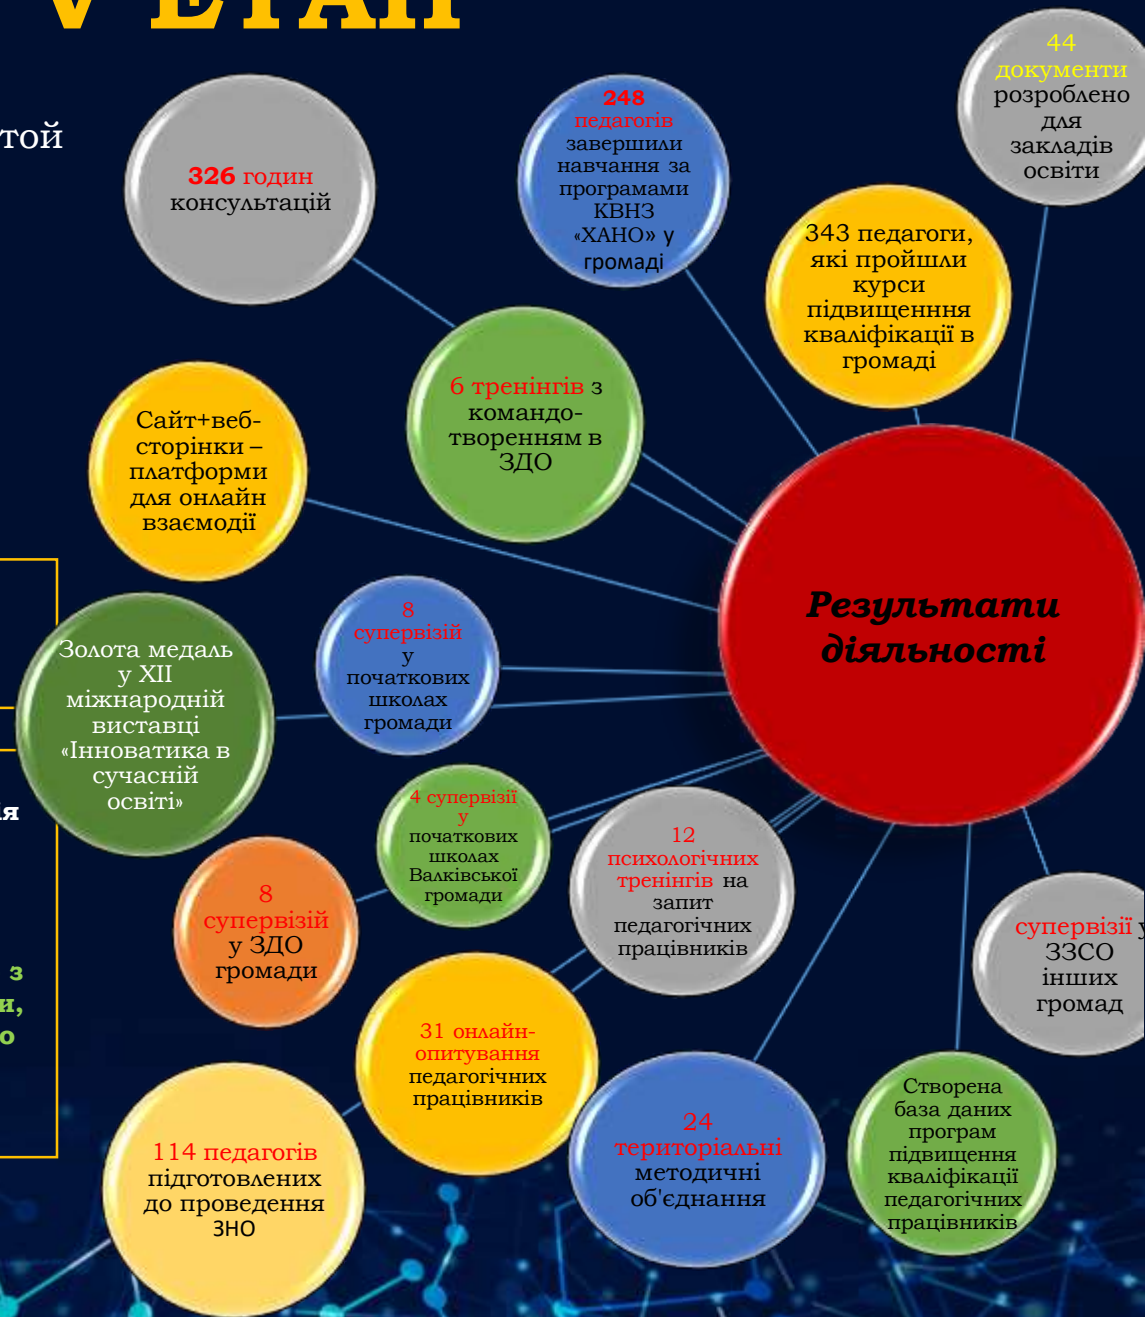 V ЕТАП
той
44
документи
розроблено
для
закладів
освіти
248
педагогів
завершили
навчання за
програмами
КВНЗ
«ХАНО» у
громаді
326 годин
консультацій
343 педагоги,
які пройшли
курси
підвищенння
кваліфікації в
громаді
6 тренінгів з
командо-
творенням в
ЗДО
Сайт+веб-
сторінки –
платформи
для онлайн
взаємодії
Результати
діяльності
8
супервізій
у
початкових
школах
громади
Золота медаль
у ХІІ
міжнародній
виставці
«Інноватика в
сучасній
освіті»
ія
4 супервізії
у
початкових
школах
Валківської
громади
12
психологічних
тренінгів на
запит
педагогічних
працівників
8
супервізій
у ЗДО
громади
супервізії у
ЗЗСО
інших
громад
з
и,
о
31 онлайн-
опитування
педагогічних
працівників
Створена
база даних
програм
підвищення
кваліфікації
педагогічних
працівників
24
територіальні
методичні
об'єднання
114 педагогів
підготовлених
до проведення
ЗНО